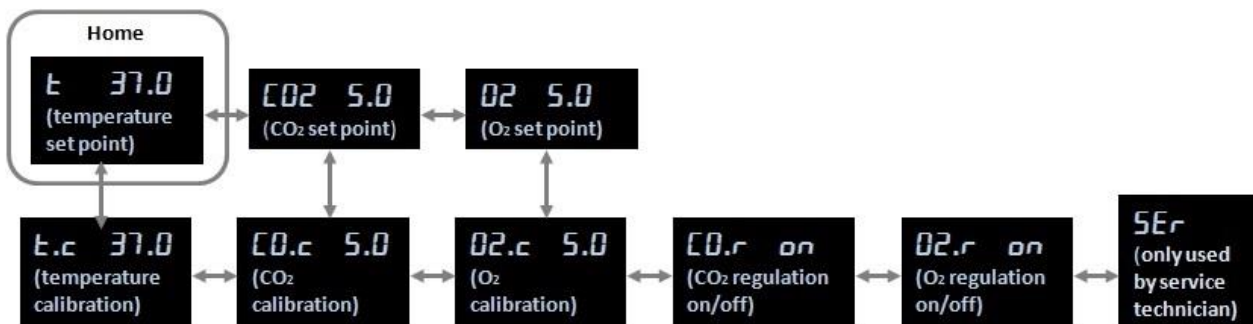 Home
t 37.0
(temperature
set point)
CO2 5.0
(CO₂ set point)
O2 5.0
(O₂ set point)
t.c 37.0
(temperature
calibration)
CO.c 5.0
(CO₂
calibration)
O2.c 5.0
(O₂
calibration)
CO.r on
(CO₂ regulation
on/off)
O2.r on
(O₂ regulation
on/off)
SEr
(only used
by service
technician)